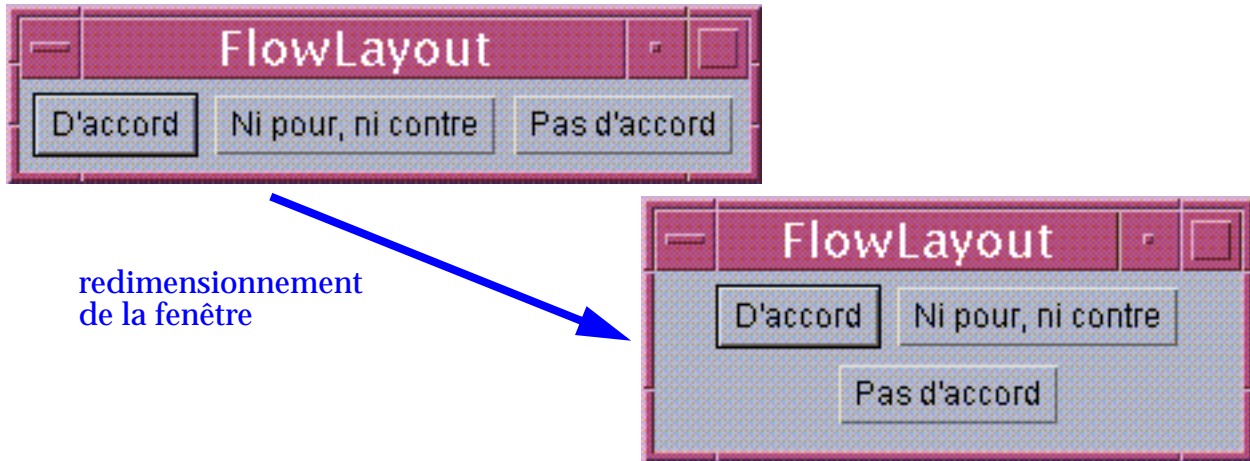 FlowLayout
D'accord Ni pour, ni contre Pas d'accord
redimensionnement
de la fenêtre
FlowLayout
D'accord Ni pour, ni contre
Pas d'accord